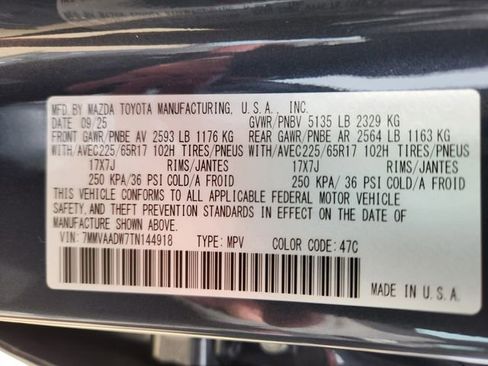 MFD. BY MAZDA TOYOTA MANUFACTURING, U.S.A., INC.
DATE 09/25 GVWR/PNBV 5135 LB 2329 KG
FRONT GAWR/PNBE AV 2593 LB 1176 KG REAR GAWR/PNBE AR 2564 LB 1163 KG
WITH/AVEC225/65R17 102H TIRES/PNEUS WITH/AVEC225/65R17 102H TIRES/PNEUS
17X7J RIMS/JANTES 17X7J RIMS/JANTES
250 KPA/36 PSI COLD/A FROID 250 KPA/36 PSI COLD/A FROID
THIS VEHICLE CONFORMS TO ALL APPLICABLE FEDERAL MOTOR VEHICLE
SAFETY, AND THEFT PREVENTION STANDARDS IN EFFECT ON THE DATE OF
MANUFACTURE SHOWN ABOVE.
VIN: 7MMVAADW7TN144918 TYPE: MPV COLOR CODE: 47C
MADE IN U.S.A.